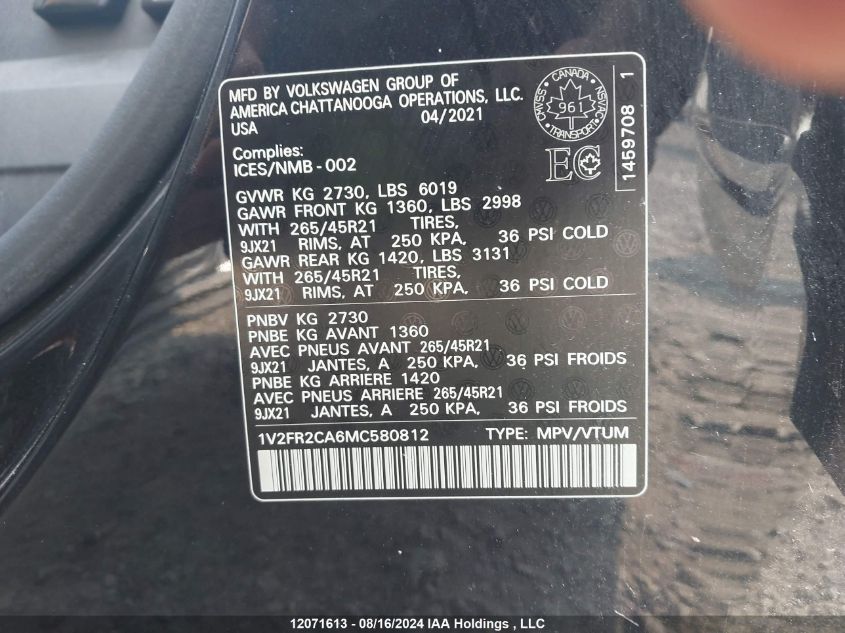 MFD BY VOLKSWAGEN GROUP OF
AMERICA CHATTANOOGA OPERATIONS, LLC.
USA 04/2021
CANADA
CMVSS
961
NSVAC
TRANSPORT
EC
1459708 1
Complies:
ICES/NMB-002
GVWR KG 2730, LBS 6019
GAWR FRONT KG 1360, LBS 2998
WITH 265/45R21 TIRES,
9JX21 RIMS, AT 250 KPA, 36 PSI COLD
GAWR REAR KG 1420, LBS 3131
WITH 265/45R21 TIRES,
9JX21 RIMS, AT 250 KPA, 36 PSI COLD
PNBV KG 2730
PNBE KG AVANT 1360
AVEC PNEUS AVANT 265/45R21
9JX21 JANTES, A 250 KPA, 36 PSI FROIDS
PNBE KG ARRIERE 1420
AVEC PNEUS ARRIERE 265/45R21
9JX21 JANTES, A 250 KPA, 36 PSI FROIDS
1V2FR2CA6MC580812 TYPE: MPV/VTUM
12071613 - 08/16/2024 IAA Holdings , LLC